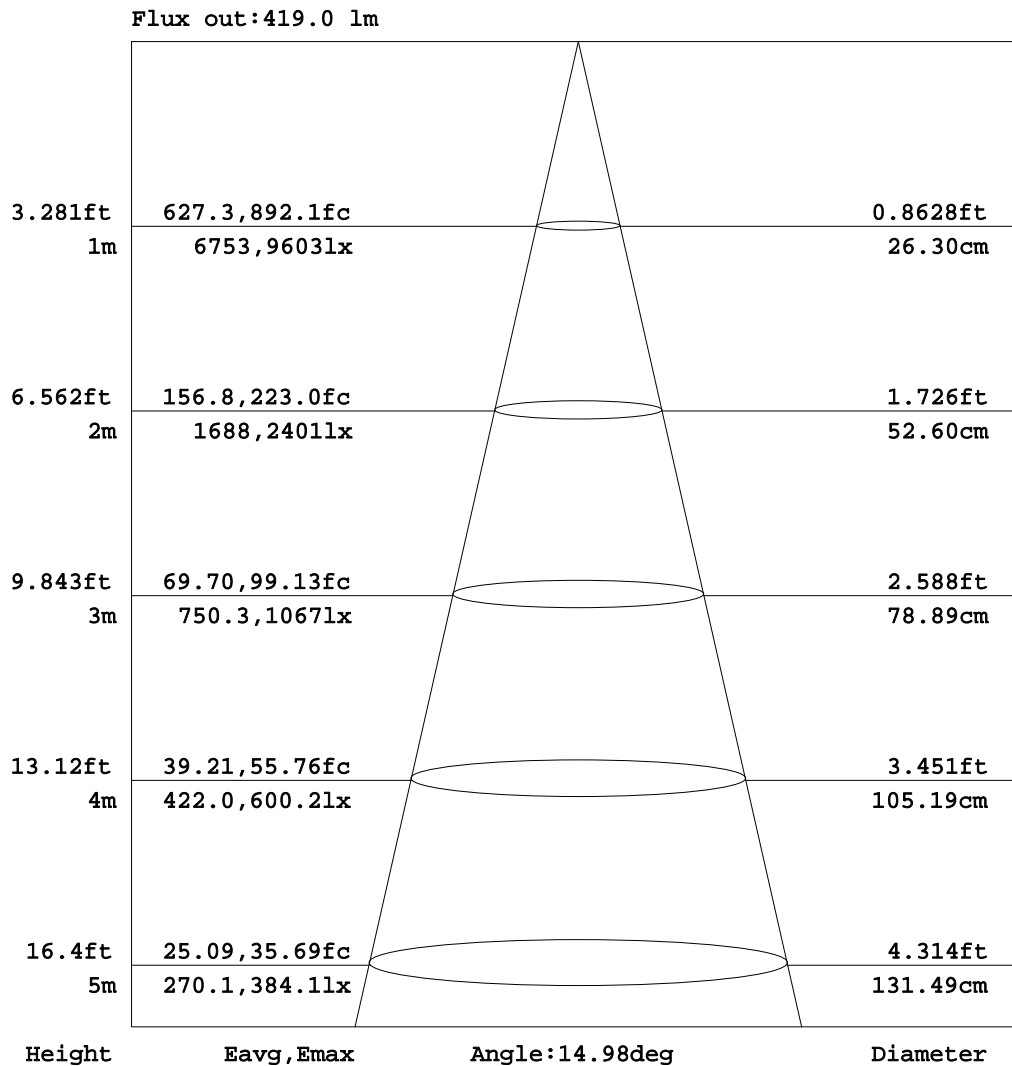 Flux out:419.0 lm
3.281ft 627.3,892.1fc 0.8628ft
1m 6753,9603lx 26.30cm
6.562ft 156.8,223.0fc 1.726ft
2m 1688,2401lx 52.60cm
9.843ft 69.70,99.13fc 2.588ft
3m 750.3,1067lx 78.89cm
13.12ft 39.21,55.76fc 3.451ft
4m 422.0,600.2lx 105.19cm
16.4ft 25.09,35.69fc 4.314ft
5m 270.1,384.1lx 131.49cm
Height Eavg,Emax Angle:14.98deg Diameter